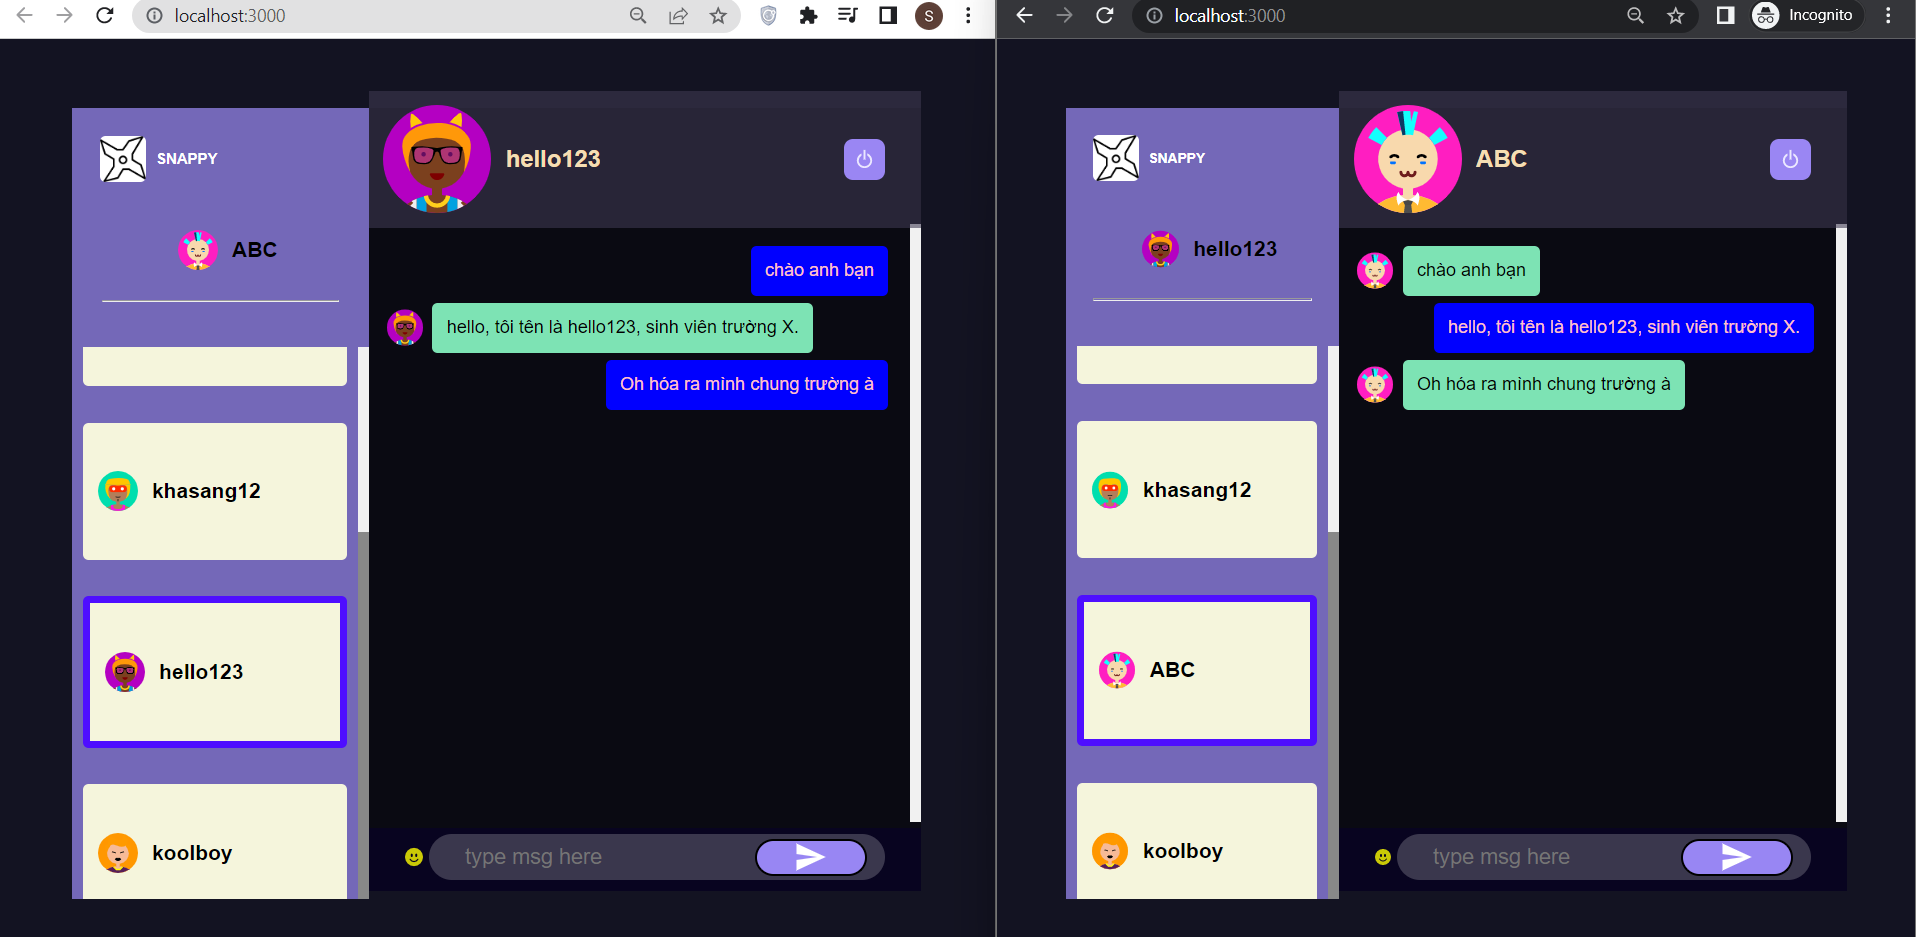 localhost:3000
S
SNAPPY
ABC
khasang12
hello123
koolboy
hello123
chào anh bạn
hello, tôi tên là hello123, sinh viên trường X.
Oh hóa ra mình chung trường à
type msg here
localhost:3000
Incognito
SNAPPY
hello123
khasang12
ABC
koolboy
ABC
chào anh bạn
hello, tôi tên là hello123, sinh viên trường X.
Oh hóa ra mình chung trường à
type msg here